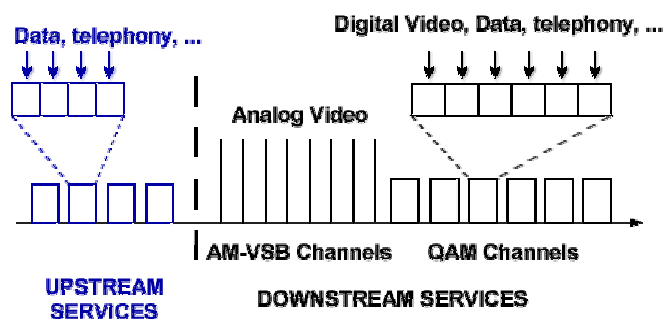 Data, telephony, ...
Digital Video, Data, telephony, ...
Analog Video
AM-VSB Channels
QAM Channels
UPSTREAM
SERVICES
DOWNSTREAM SERVICES